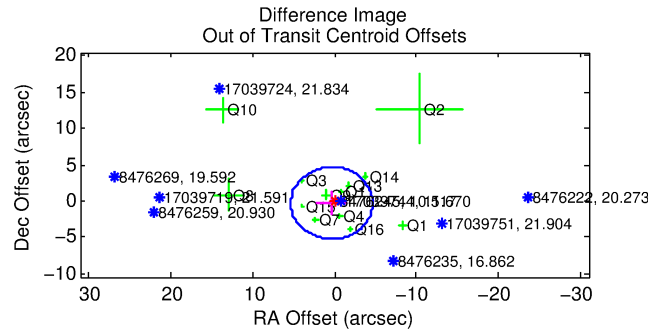 Difference Image
Out of Transit Centroid Offsets
Dec Offset (arcsec)
20
15
10
5
0
−5
−10
17039724, 21.834
Q10
Q2
8476269, 19.592
Q3
Q14
Q13
17039719, 21.591
8476259, 20.930
Q4
Q7
Q16
Q1
8476222, 20.273
17039751, 21.904
8476235, 16.862
30
20
10
0
−10
−20
−30
RA Offset (arcsec)